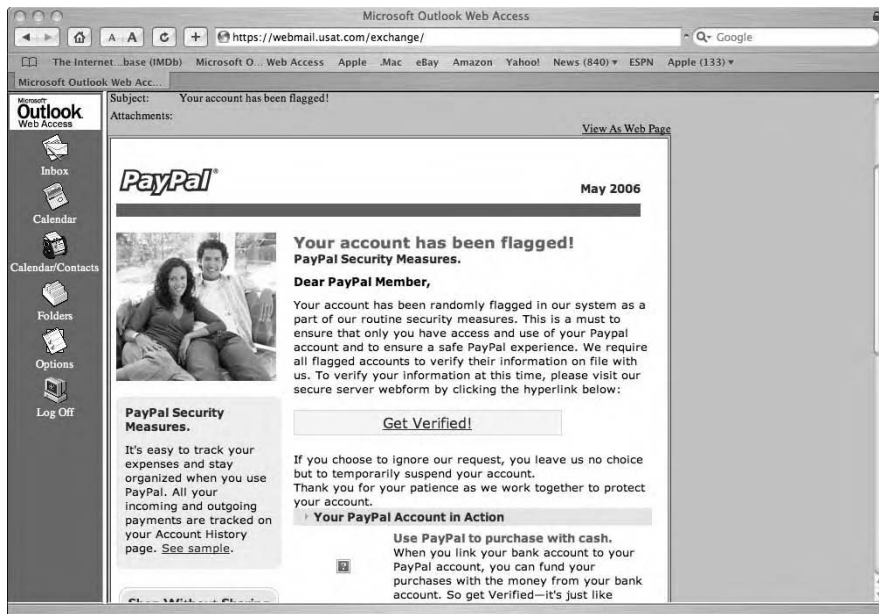 Microsoft Outlook Web Access
A A C + https://webmail.usat.com/exchange/ Q Google
The Internet...base (IMDb) Microsoft O... Web Access Apple .Mac eBay Amazon Yahoo! News (840) ▾ ESPN Apple (133) ▾
Microsoft Outlook Web Acc...
Microsoft
Outlook
Web Access
Inbox
Calendar
Calendar/Contacts
Folders
Options
Log Off
Subject: Your account has been flagged!
Attachments:
View As Web Page
PayPal®
May 2006
Your account has been flagged!
PayPal Security Measures.
Dear PayPal Member,
Your account has been randomly flagged in our system as a
part of our routine security measures. This is a must to
ensure that only you have access and use of your Paypal
account and to ensure a safe PayPal experience. We require
all flagged accounts to verify their information on file with
us. To verify your information at this time, please visit our
secure server webform by clicking the hyperlink below:
Get Verified!
If you choose to ignore our request, you leave us no choice
but to temporarily suspend your account.
Thank you for your patience as we work together to protect
your account.
PayPal Security
Measures.
It's easy to track your
expenses and stay
organized when you use
PayPal. All your
incoming and outgoing
payments are tracked on
your Account History
page. See sample.
Your PayPal Account in Action
Use PayPal to purchase with cash.
When you link your bank account to your
PayPal account, you can fund your
purchases with the money from your bank
account. So get Verified—it's just like
Shop Without Sharing